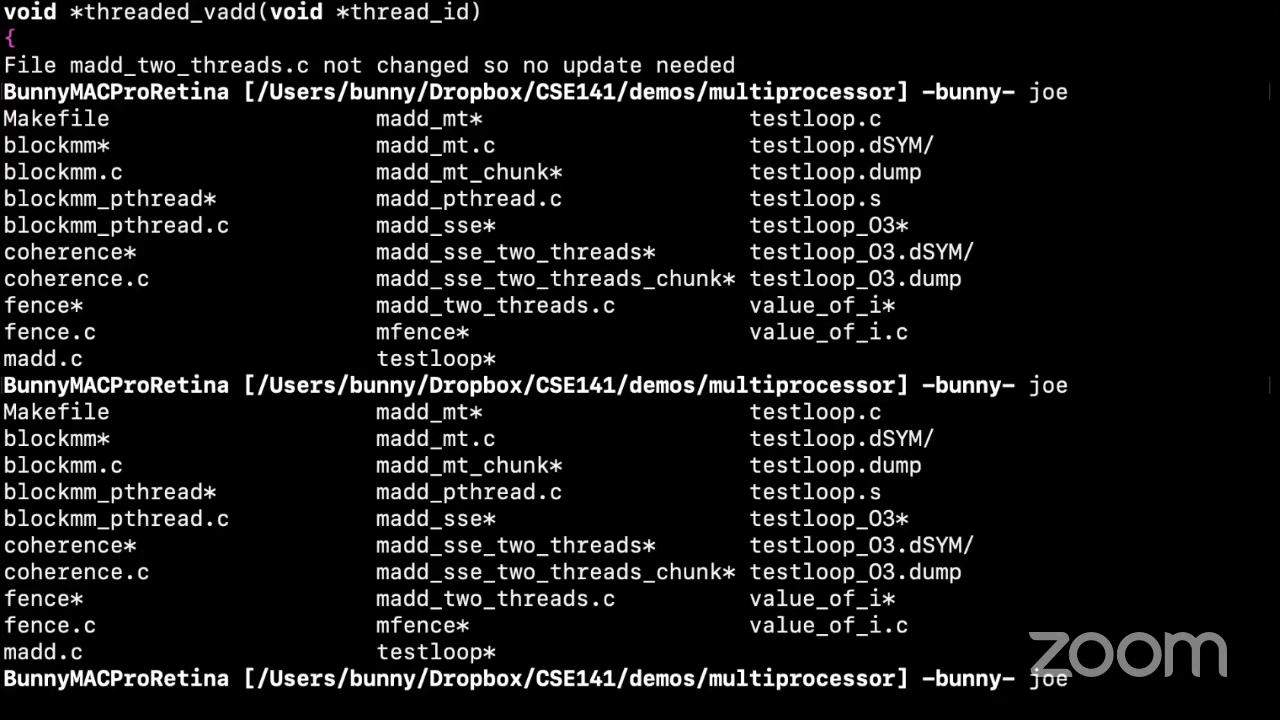 void *threaded_vadd(void *thread_id)
{
File madd_two_threads.c not changed so no update needed
BunnyMACProRetina [/Users/bunny/Dropbox/CSE141/demos/multiprocessor] -bunny- joe
Makefile madd_mt* testloop.c
blockmm* madd_mt.c testloop.dSYM/
blockmm.c madd_mt_chunk* testloop.dump
blockmm_pthread* madd_pthread.c testloop.s
blockmm_pthread.c madd_sse* testloop_O3*
coherence* madd_sse_two_threads* testloop_O3.dSYM/
coherence.c madd_sse_two_threads_chunk* testloop_O3.dump
fence* madd_two_threads.c value_of_i*
fence.c mfence* value_of_i.c
madd.c testloop*
BunnyMACProRetina [/Users/bunny/Dropbox/CSE141/demos/multiprocessor] -bunny- joe
Makefile madd_mt* testloop.c
blockmm* madd_mt.c testloop.dSYM/
blockmm.c madd_mt_chunk* testloop.dump
blockmm_pthread* madd_pthread.c testloop.s
blockmm_pthread.c madd_sse* testloop_O3*
coherence* madd_sse_two_threads* testloop_O3.dSYM/
coherence.c madd_sse_two_threads_chunk* testloop_O3.dump
fence* madd_two_threads.c value_of_i*
fence.c mfence* value_of_i.c
madd.c testloop*
BunnyMACProRetina [/Users/bunny/Dropbox/CSE141/demos/multiprocessor] -bunny- joe
zoom